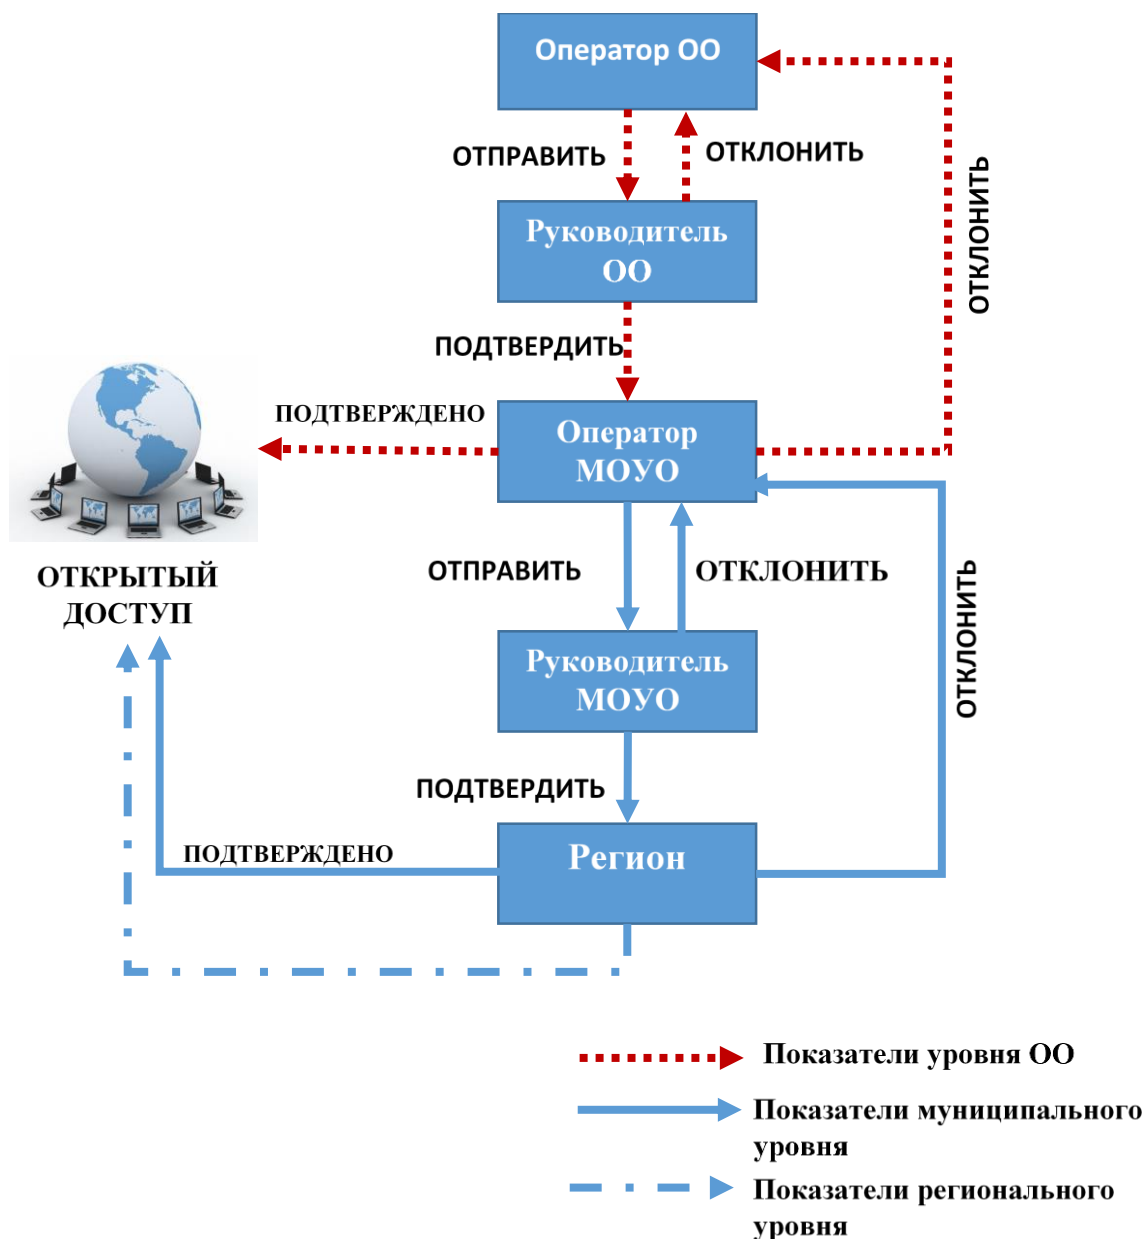 Оператор ОО
ОТПРАВИТЬ
ОТКЛОНИТЬ
ОТКЛОНИТЬ
Руководитель
ОО
ПОДТВЕРДИТЬ
ПОДТВЕРЖДЕНО
Оператор
МОУО
ОТКРЫТЫЙ
ДОСТУП
ОТПРАВИТЬ
ОТКЛОНИТЬ
ОТКЛОНИТЬ
Руководитель
МОУО
ПОДТВЕРДИТЬ
ПОДТВЕРЖДЕНО
Регион
Показатели уровня ОО
Показатели муниципального
уровня
Показатели регионального
уровня